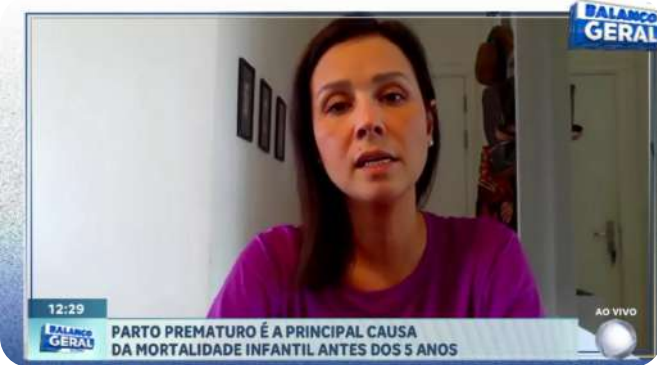 BALANÇO
GERAL
12:29
AO VIVO
BALANÇO
GERAL
PARTO PREMATURO É A PRINCIPAL CAUSA
DA MORTALIDADE INFANTIL ANTES DOS 5 ANOS